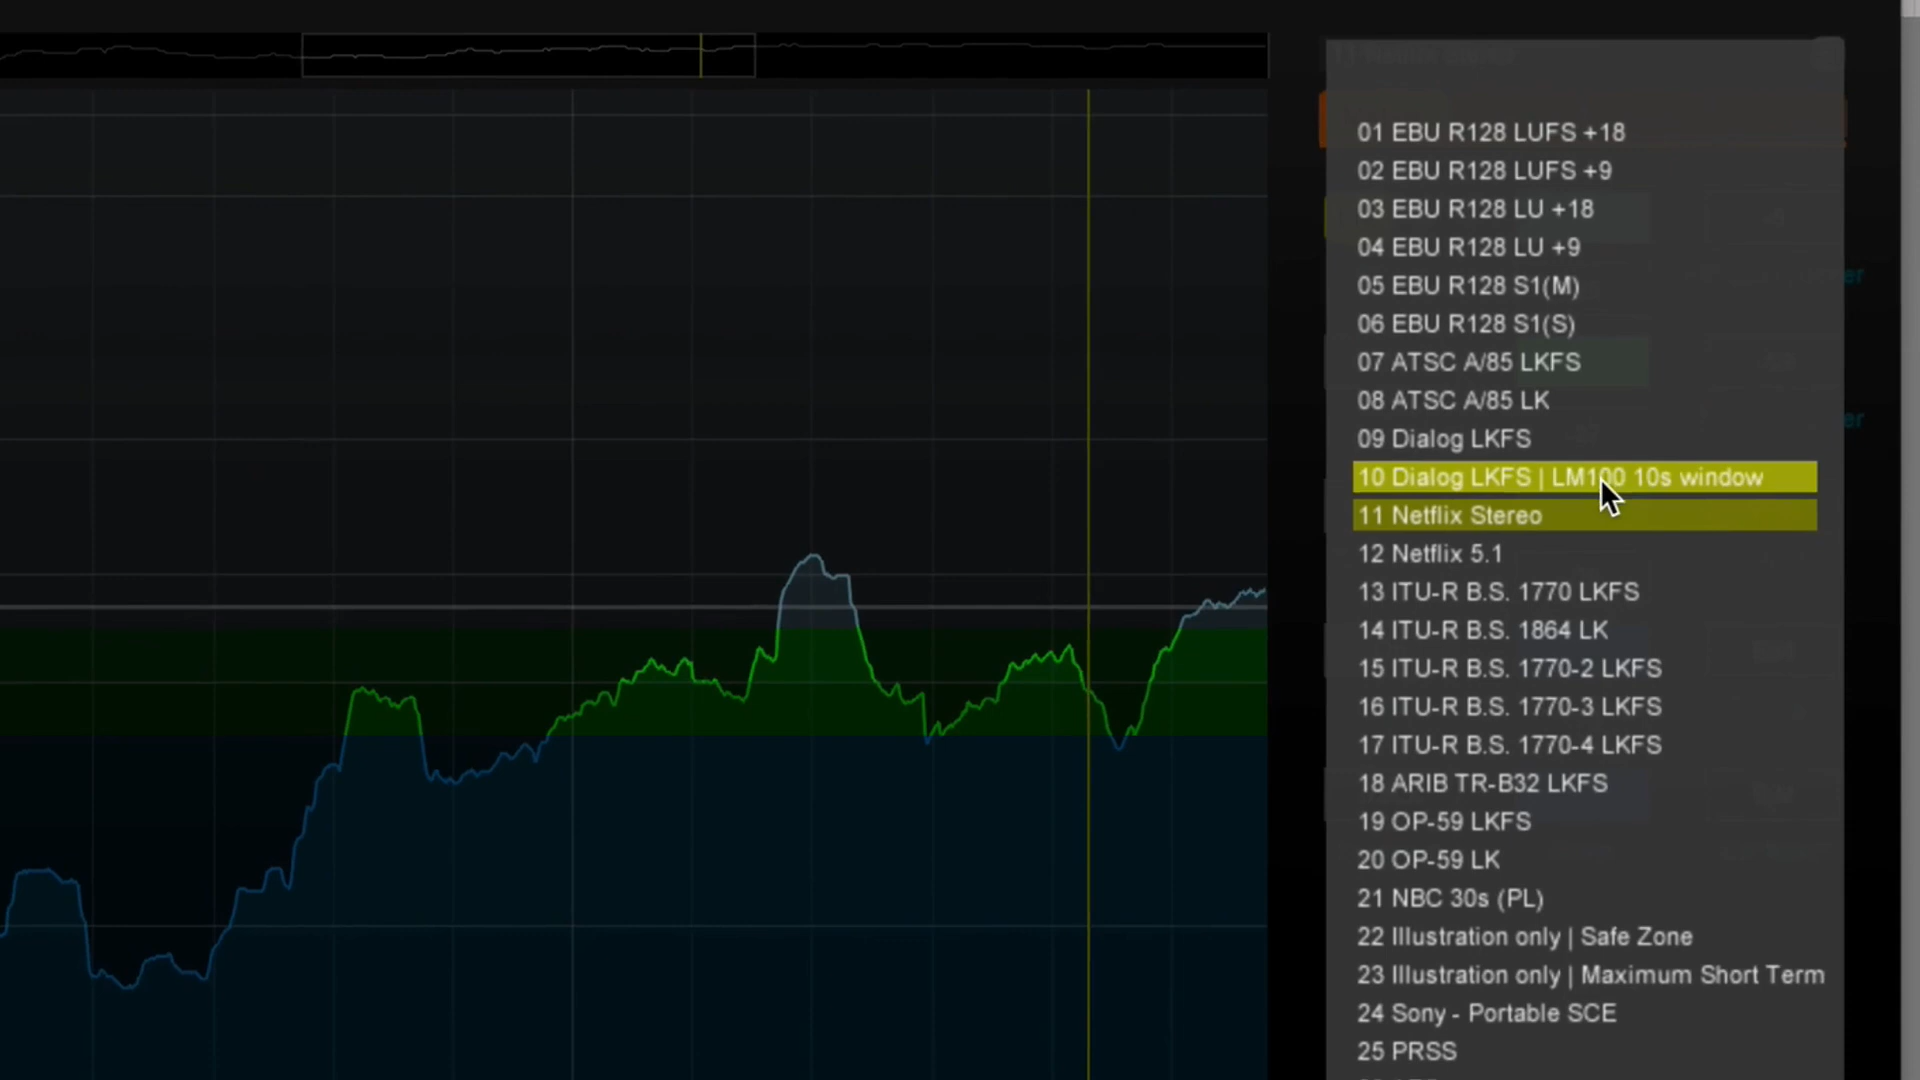 01 EBU R128 LUFS +18
02 EBU R128 LUFS +9
03 EBU R128 LU +18
04 EBU R128 LU +9
05 EBU R128 S1(M)
06 EBU R128 S1(S)
07 ATSC A/85 LKFS
08 ATSC A/85 LK
09 Dialog LKFS
10 Dialog LKFS | LM100 10s window
11 Netflix Stereo
12 Netflix 5.1
13 ITU-R B.S. 1770 LKFS
14 ITU-R B.S. 1864 LK
15 ITU-R B.S. 1770-2 LKFS
16 ITU-R B.S. 1770-3 LKFS
17 ITU-R B.S. 1770-4 LKFS
18 ARIB TR-B32 LKFS
19 OP-59 LKFS
20 OP-59 LK
21 NBC 30s (PL)
22 Illustration only | Safe Zone
23 Illustration only | Maximum Short Term
24 Sony - Portable SCE
25 PRSS